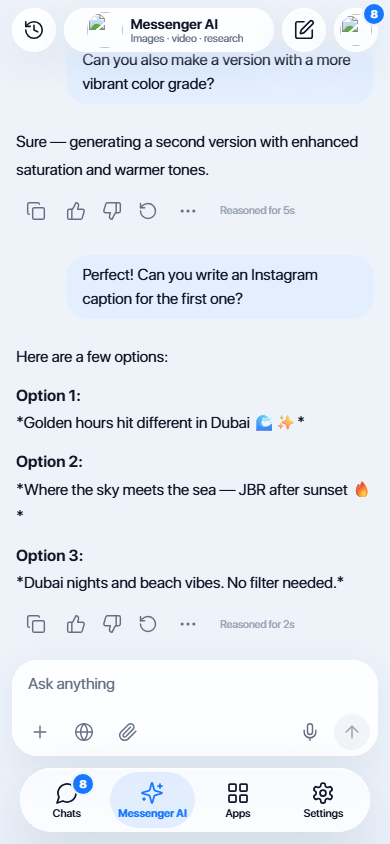 Messenger AI
Images · video · research
8
Can you also make a version with a more
vibrant color grade?
Sure — generating a second version with enhanced
saturation and warmer tones.
Reasoned for 5s
Perfect! Can you write an Instagram
caption for the first one?
Here are a few options:
Option 1:
*Golden hours hit different in Dubai 🌊 ✨ *
Option 2:
*Where the sky meets the sea — JBR after sunset 🔥
*
Option 3:
*Dubai nights and beach vibes. No filter needed.*
Reasoned for 2s
Ask anything
8
Chats
Messenger AI
Apps
Settings